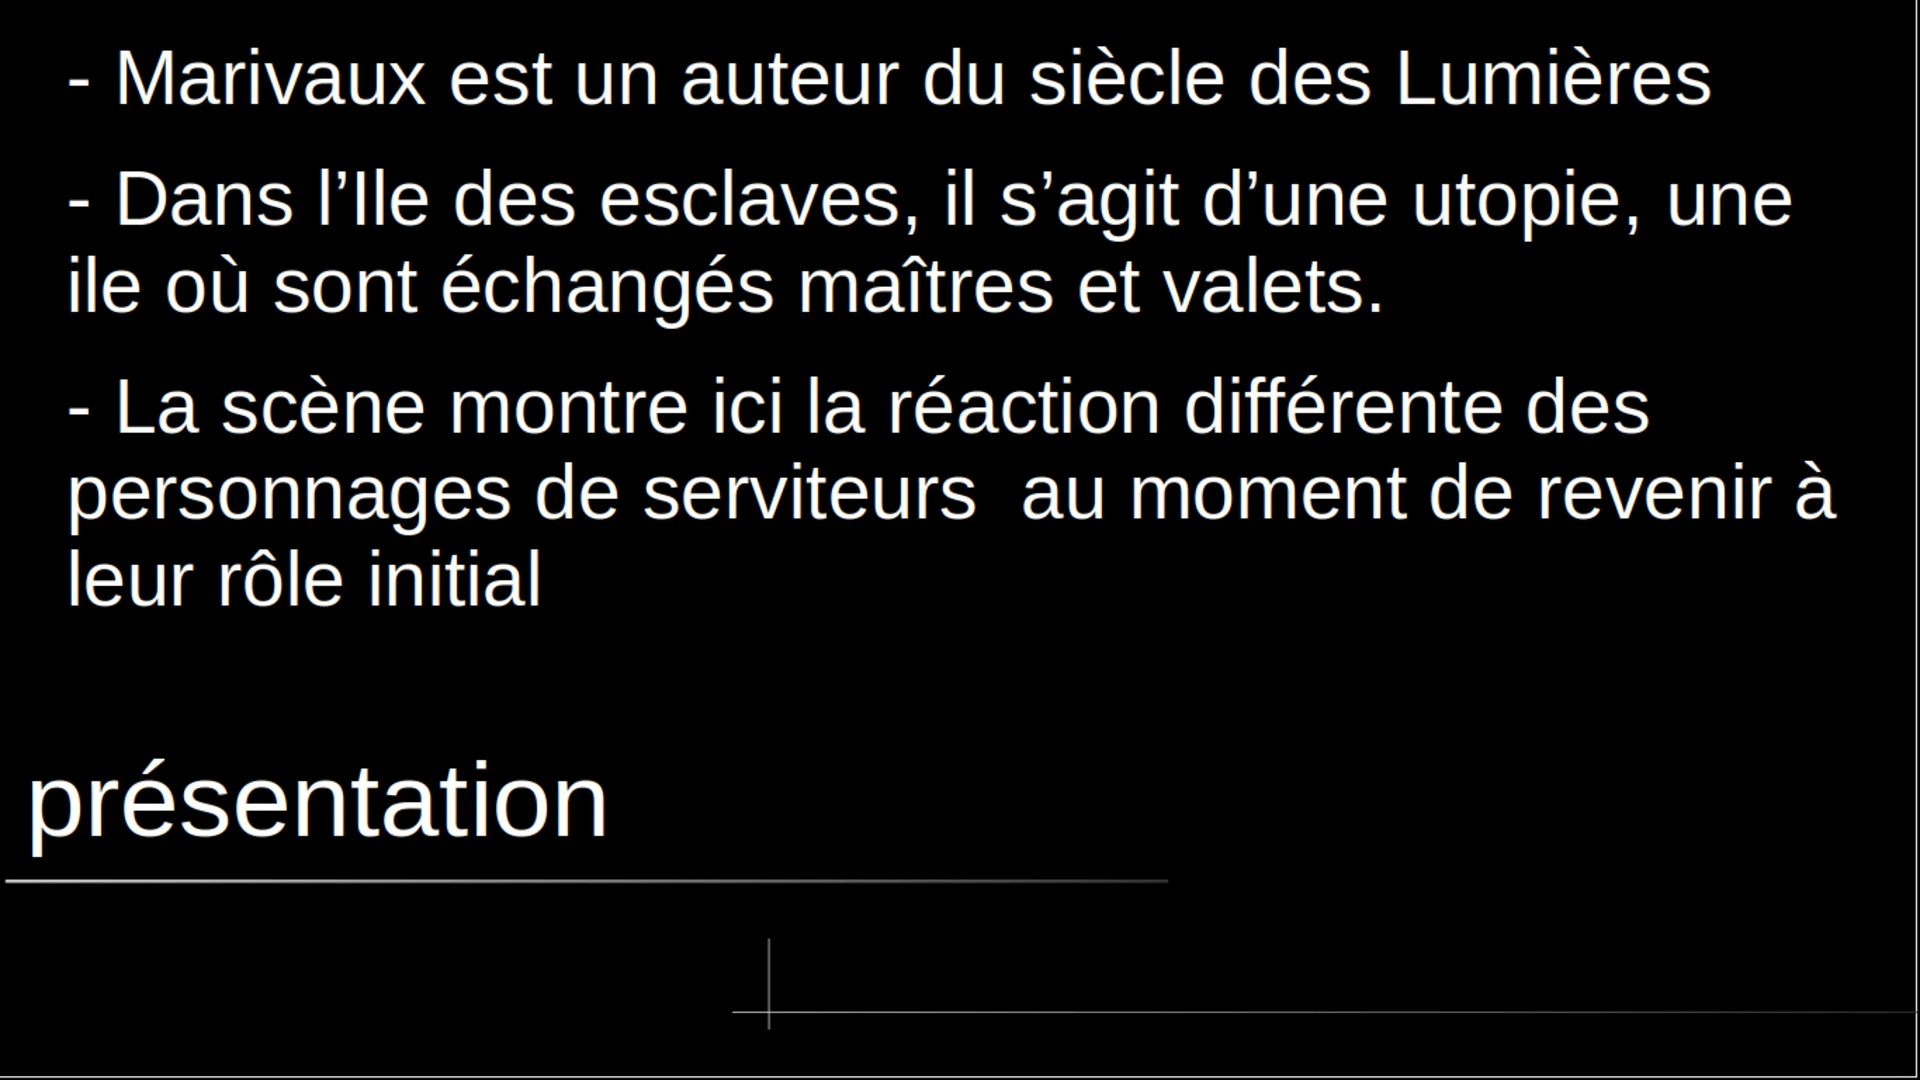 - Marivaux est un auteur du siècle des Lumières
- Dans l’Ile des esclaves, il s’agit d’une utopie, une
ile où sont échangés maîtres et valets.
- La scène montre ici la réaction différente des
personnages de serviteurs  au moment de revenir à
leur rôle initial
présentation